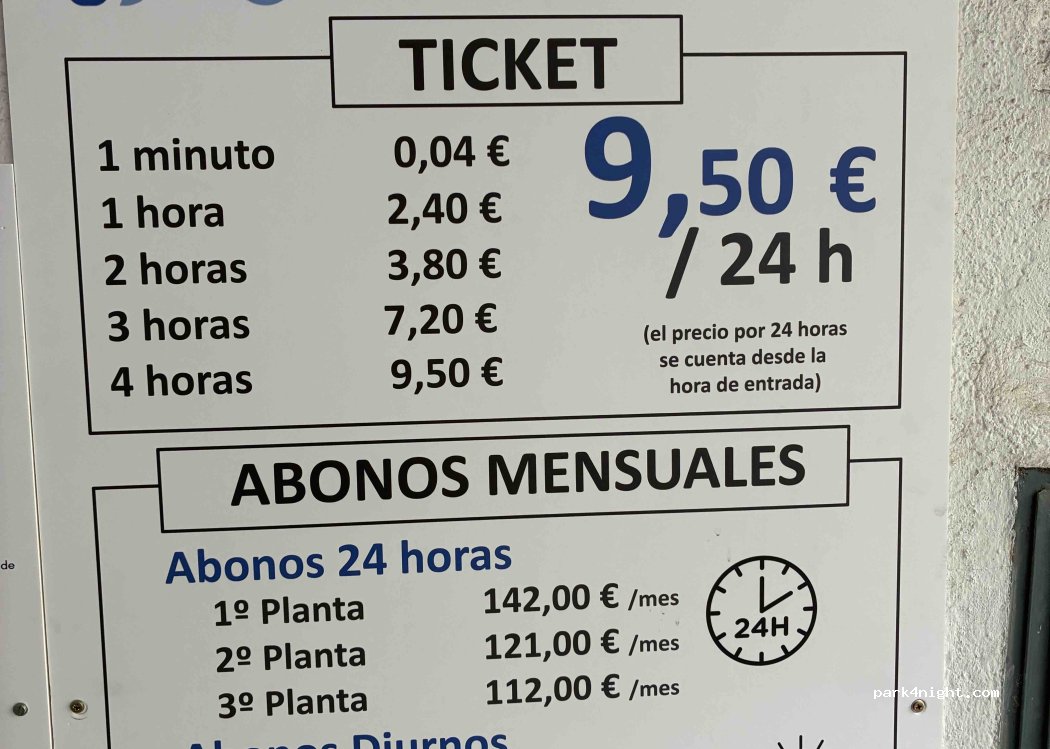 TICKET
1 minuto 0,04 €
1 hora 2,40 €
2 horas 3,80 €
3 horas 7,20 €
4 horas 9,50 €
9,50 €
/ 24 h
(el precio por 24 horas
se cuenta desde la
hora de entrada)
ABONOS MENSUALES
Abonos 24 horas
1º Planta 142,00 € /mes
2º Planta 121,00 € /mes
3º Planta 112,00 € /mes
24H
Abonos Diurnos
de
park4night.com